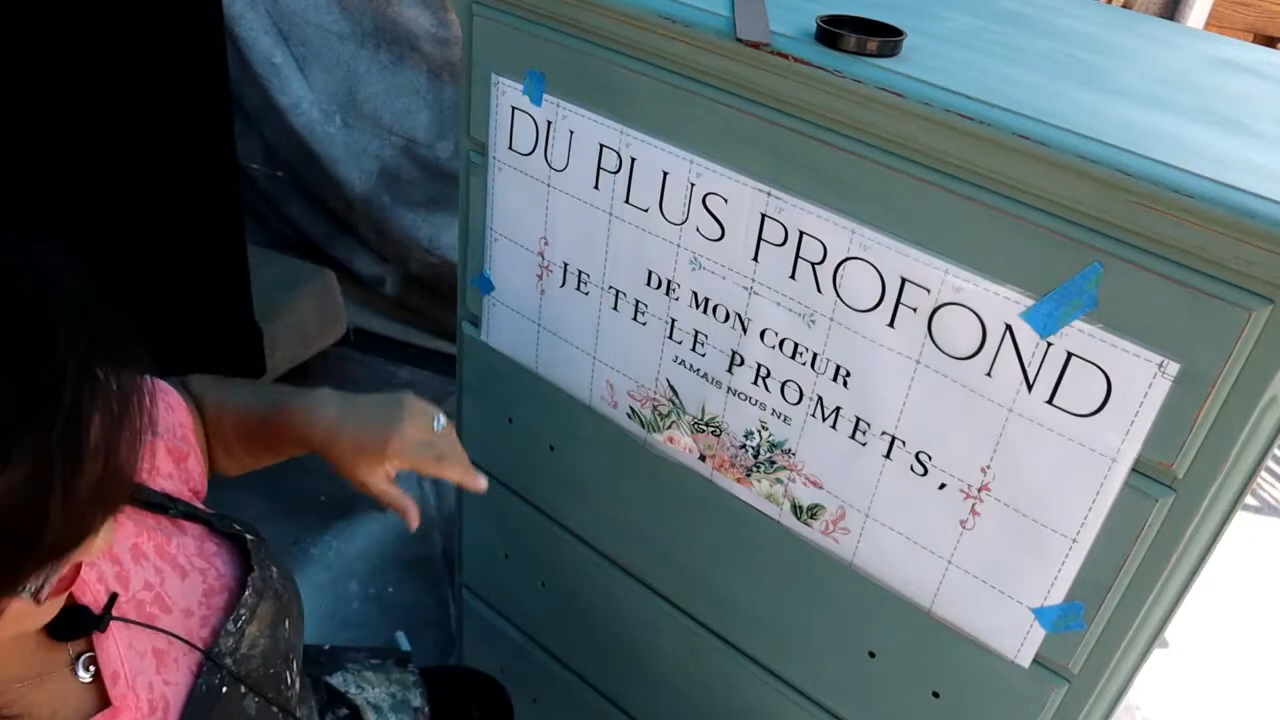 DU PLUS PROFOND
DE MON CŒUR
JE TE LE PROMETS,
JAMAIS NOUS NE